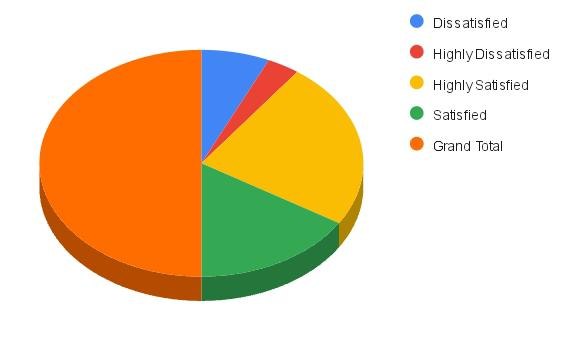 Dissatisfied
Highly Dissatisfied
Highly Satisfied
Satisfied
Grand Total